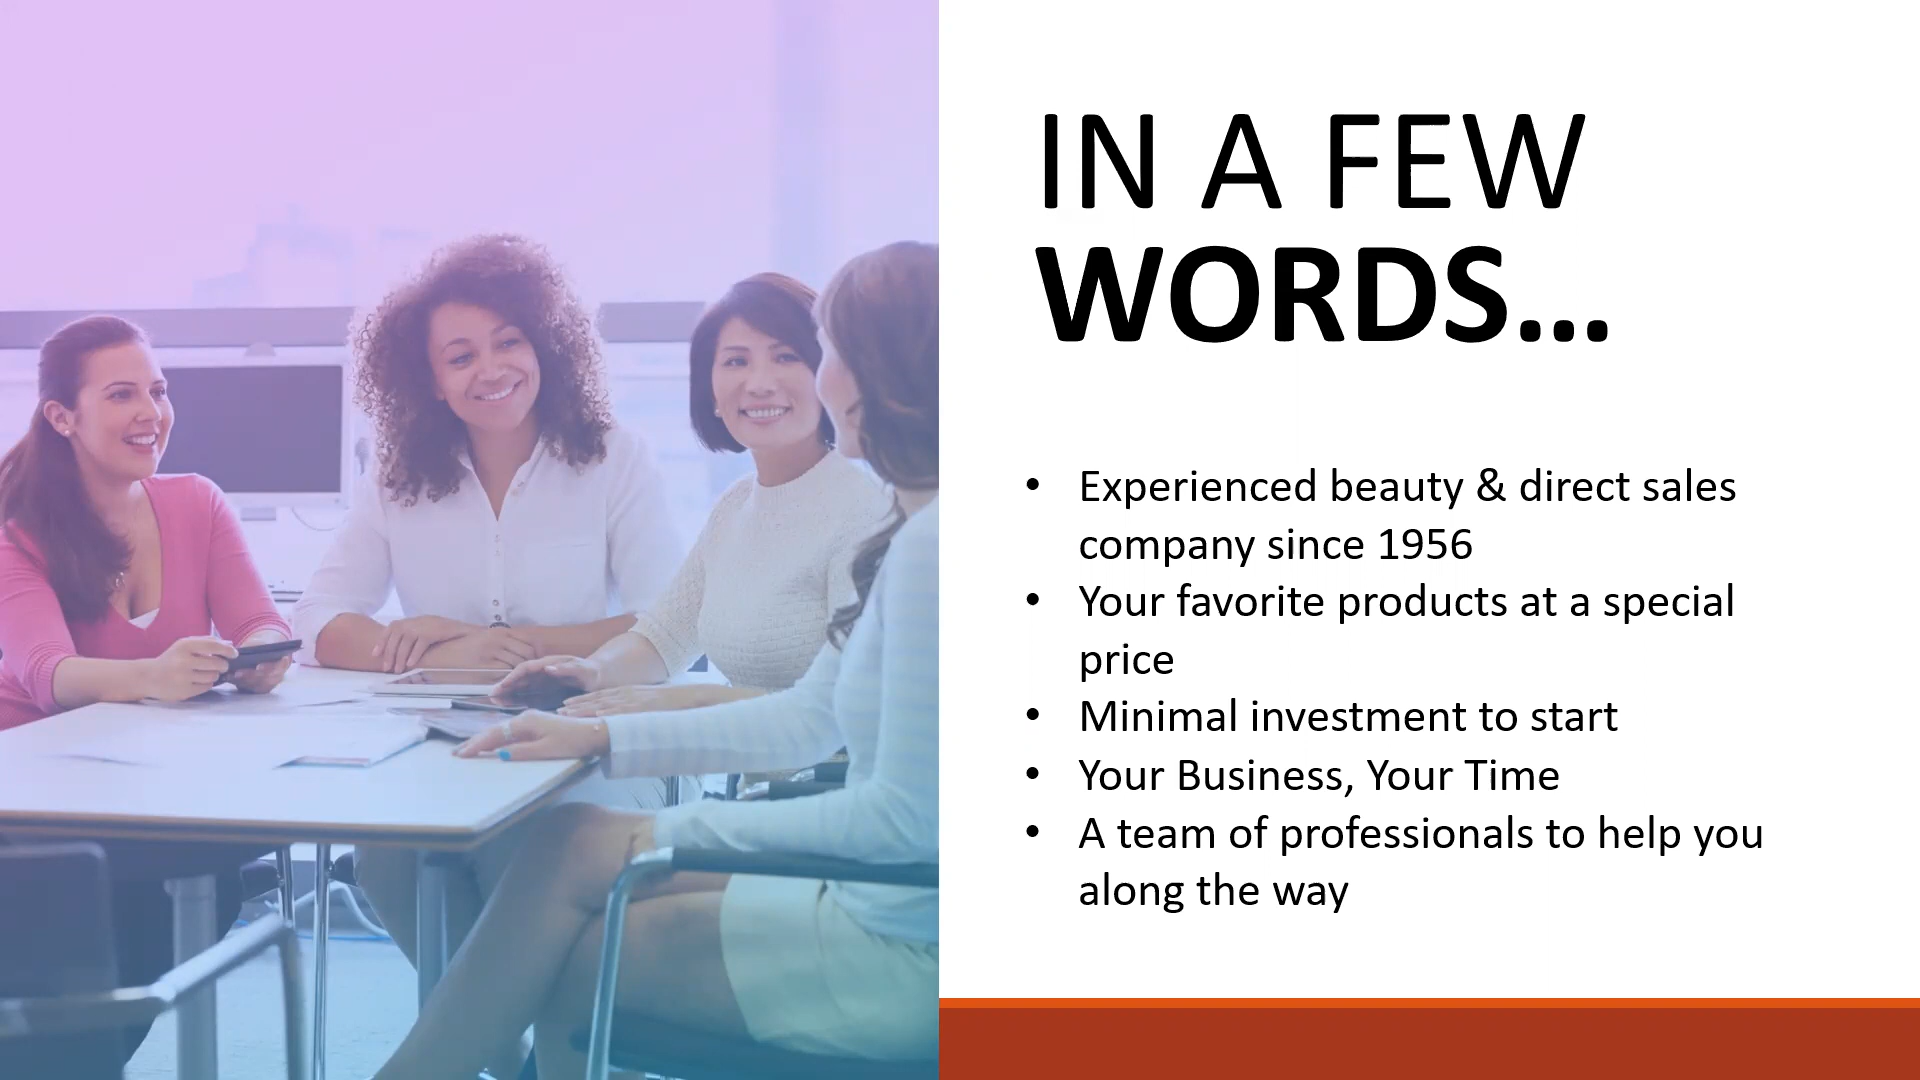 IN A FEW
WORDS...
• Experienced beauty & direct sales
company since 1956
• Your favorite products at a special
price
• Minimal investment to start
• Your Business, Your Time
• A team of professionals to help you
along the way